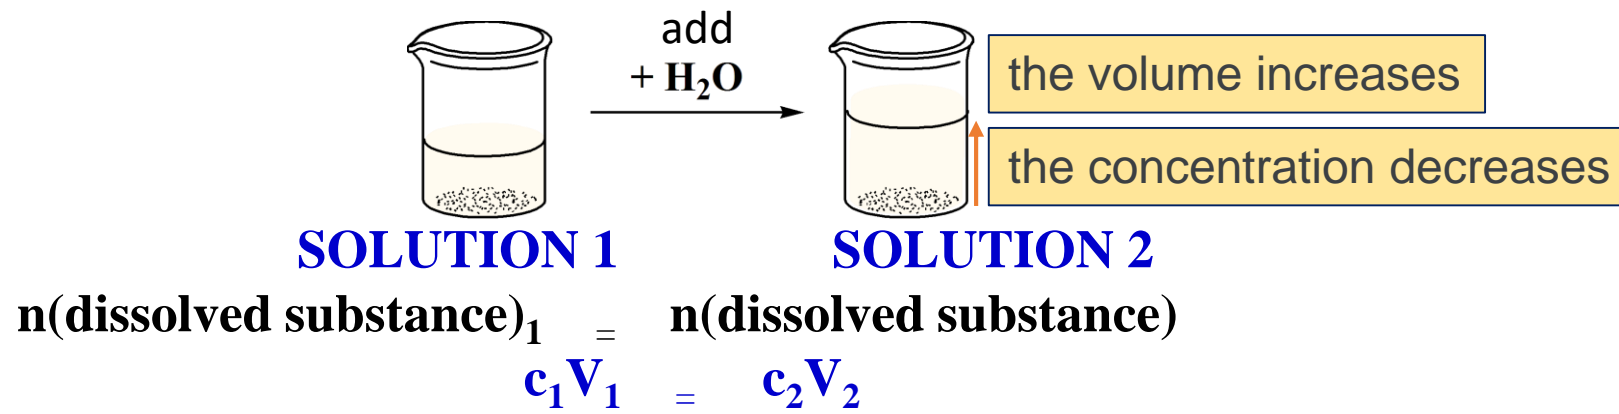 add
+ H₂O
the volume increases
the concentration decreases
SOLUTION 1 SOLUTION 2
n(dissolved substance)₁ = n(dissolved substance)
c₁V₁ = c₂V₂